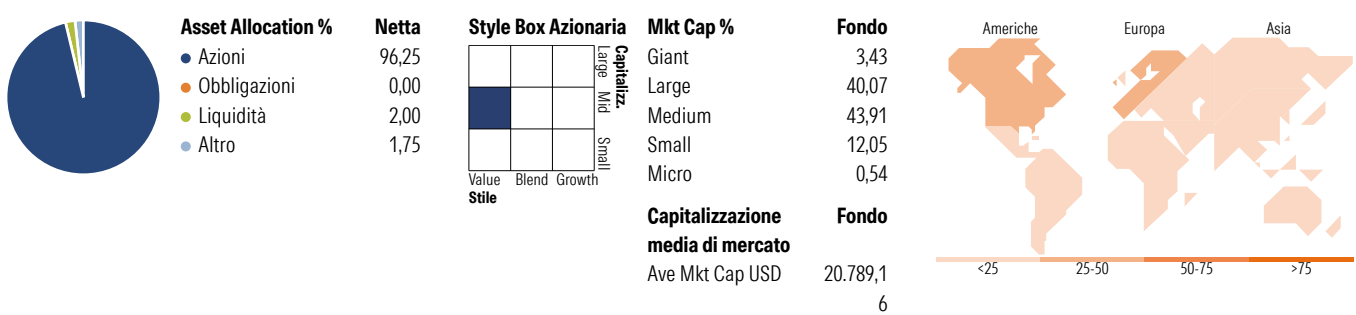 Asset Allocation % Netta
Azioni 96,25
Obbligazioni 0,00
Liquidità 2,00
Altro 1,75
Style Box Azionaria
Capitalizz.
Large Mid Small
Value Blend Growth
Stile
Mkt Cap % Fondo
Giant 3,43
Large 40,07
Medium 43,91
Small 12,05
Micro 0,54
Capitalizzazione Fondo
media di mercato
Ave Mkt Cap USD 20.789,1
6
Americhe Europa Asia
<25 25-50 50-75 >75